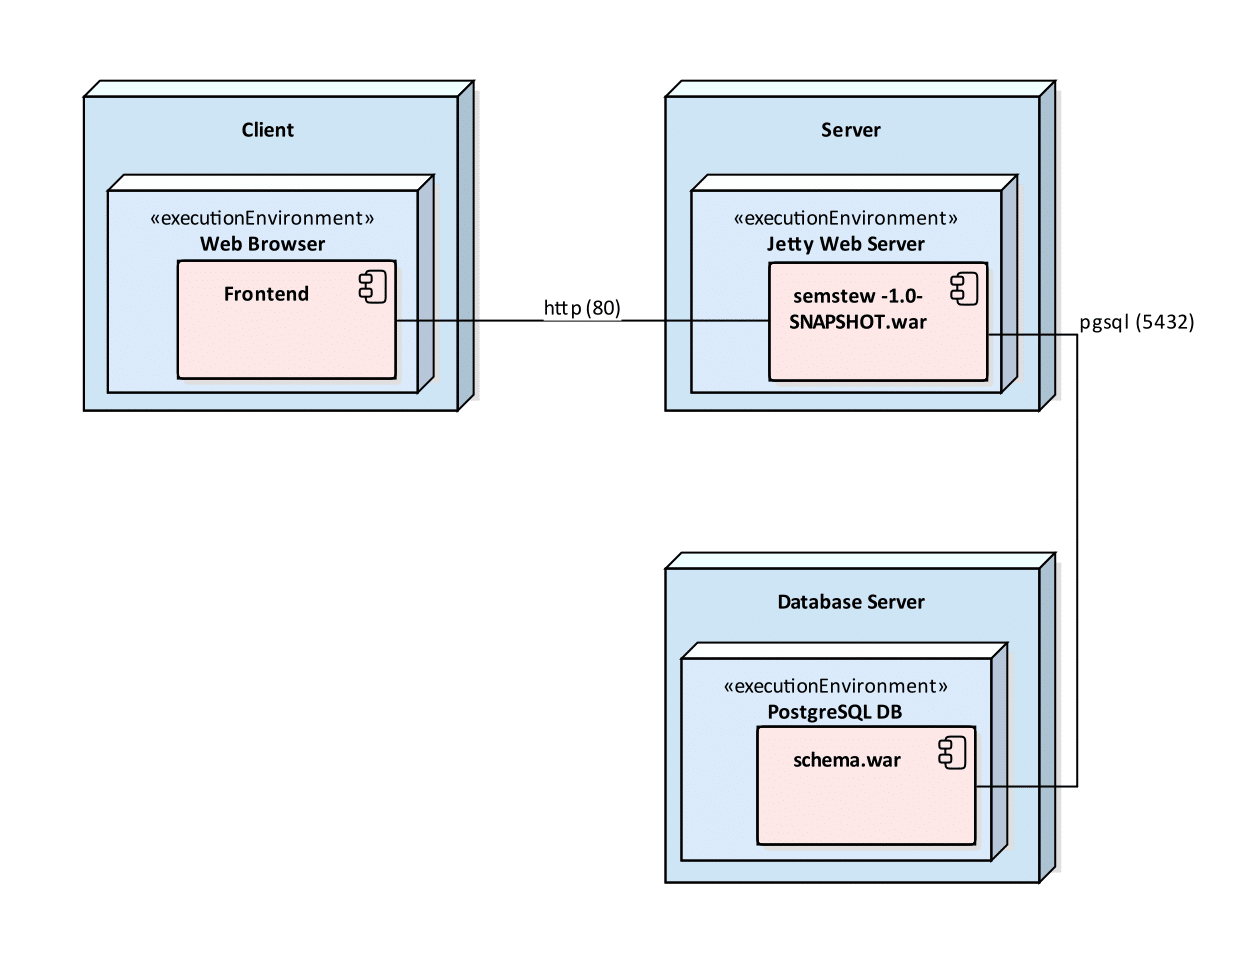 Client
«executionEnvironment»
Web Browser
Frontend
http (80)
Server
«executionEnvironment»
Jetty Web Server
semstew -1.0-
SNAPSHOT.war
pgsql (5432)
Database Server
«executionEnvironment»
PostgreSQL DB
schema.war